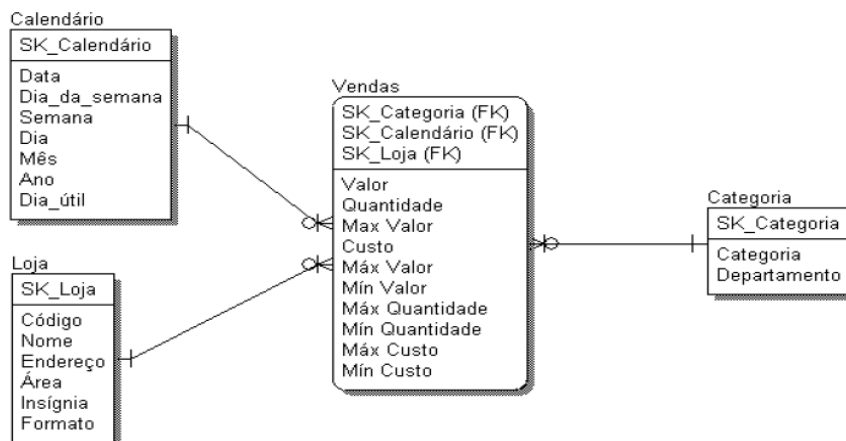 Calendário
SK_Calendário
Data
Dia_da_semana
Semana
Dia
Mês
Ano
Dia_útil
Loja
SK_Loja
Código
Nome
Endereço
Área
Insígnia
Formato
Vendas
SK_Categoria (FK)
SK_Calendário (FK)
SK_Loja (FK)
Valor
Quantidade
Max Valor
Custo
Máx Valor
Mín Valor
Máx Quantidade
Mín Quantidade
Máx Custo
Mín Custo
Categoria
SK_Categoria
Categoria
Departamento